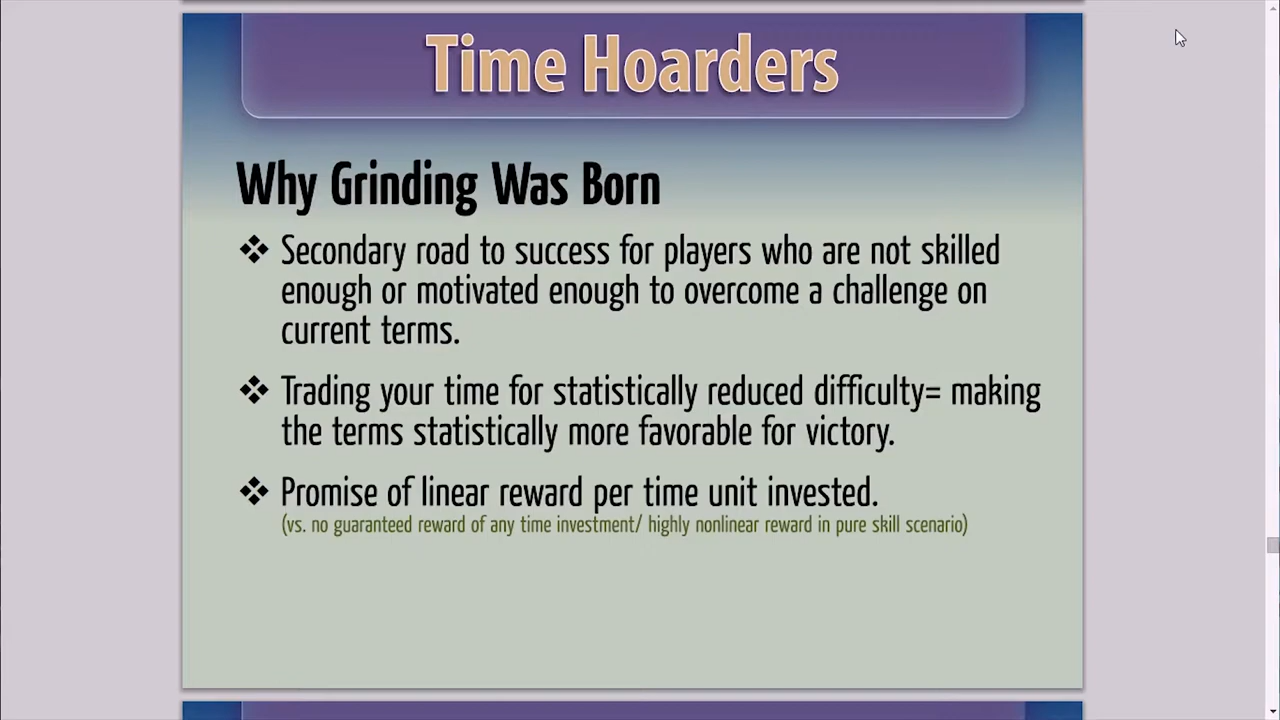 Time Hoarders
Why Grinding Was Born
❖ Secondary road to success for players who are not skilled
enough or motivated enough to overcome a challenge on
current terms.
❖ Trading your time for statistically reduced difficulty= making
the terms statistically more favorable for victory.
❖ Promise of linear reward per time unit invested.
(vs. no guaranteed reward of any time investment/ highly nonlinear reward in pure skill scenario)